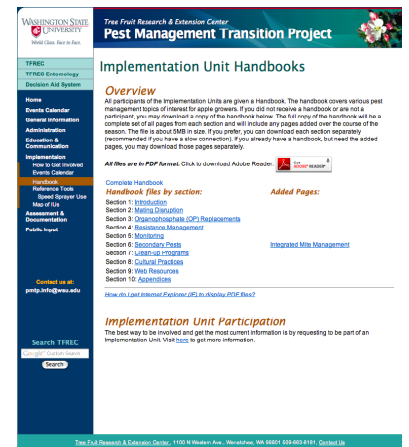 WASHINGTON STATE
UNIVERSITY
World Class. Face to Face.
Tree Fruit Research & Extension Center
Pest Management Transition Project
TFREC
TFREC Entomology
Decision Aid System
Home
Events Calendar
General Information
Administration
Education &
Communication
Implementaion
How to Get Involved
Events Calendar
Handbook
Reference Tools
Speed Sprayer Use
Map of IUs
Assessment &
Documentation
Public Input
Contact us at:
pmtp.info@wsu.edu
Search TFREC
Google™ Custom Search
Search
Implementation Unit Handbooks
Overview
All participants of the Implementation Units are given a Handbook. The handbook covers various pest
management topics of interest for apple growers. If you did not receive a handbook or are not a
participant, you may download a copy of the handbook below. The full copy of the handbook will be a
complete set of all pages from each section and will include any pages added over the course of the
season. The file is about 5MB in size. If you prefer, you can download each section separately
(recommended if you have a slow connection). If you already have a handbook, but need the added
pages, you may download those pages separately.
All files are in PDF format. Click to download Adobe Reader.
Get
ADOBE® READER®
Complete Handbook
Handbook files by section:
Added Pages:
Section 1: Introduction
Section 2: Mating Disruption
Section 3: Organophosphate (OP) Replacements
Section 4: Resistance Management
Section 5: Monitoring
Section 6: Secondary Pests
Integrated Mite Management
Section 7: Clean-up Programs
Section 8: Cultural Practices
Section 9: Web Resources
Section 10: Appendices
How do I get Internet Explorer (IE) to display PDF files?
Implementation Unit Participation
The best way to be involved and get the most current information is by requesting to be part of an
Implementation Unit. Visit here to get more information.
Tree Fruit Research & Extension Center, 1100 N Western Ave., Wenatchee, WA 98801 509-663-8181, Contact Us